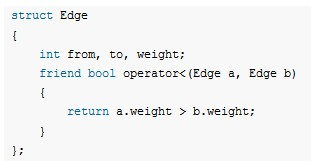 struct Edge
{
    int from, to, weight;
    friend bool operator<(Edge a, Edge b)
    {
        return a.weight > b.weight;
    }
};